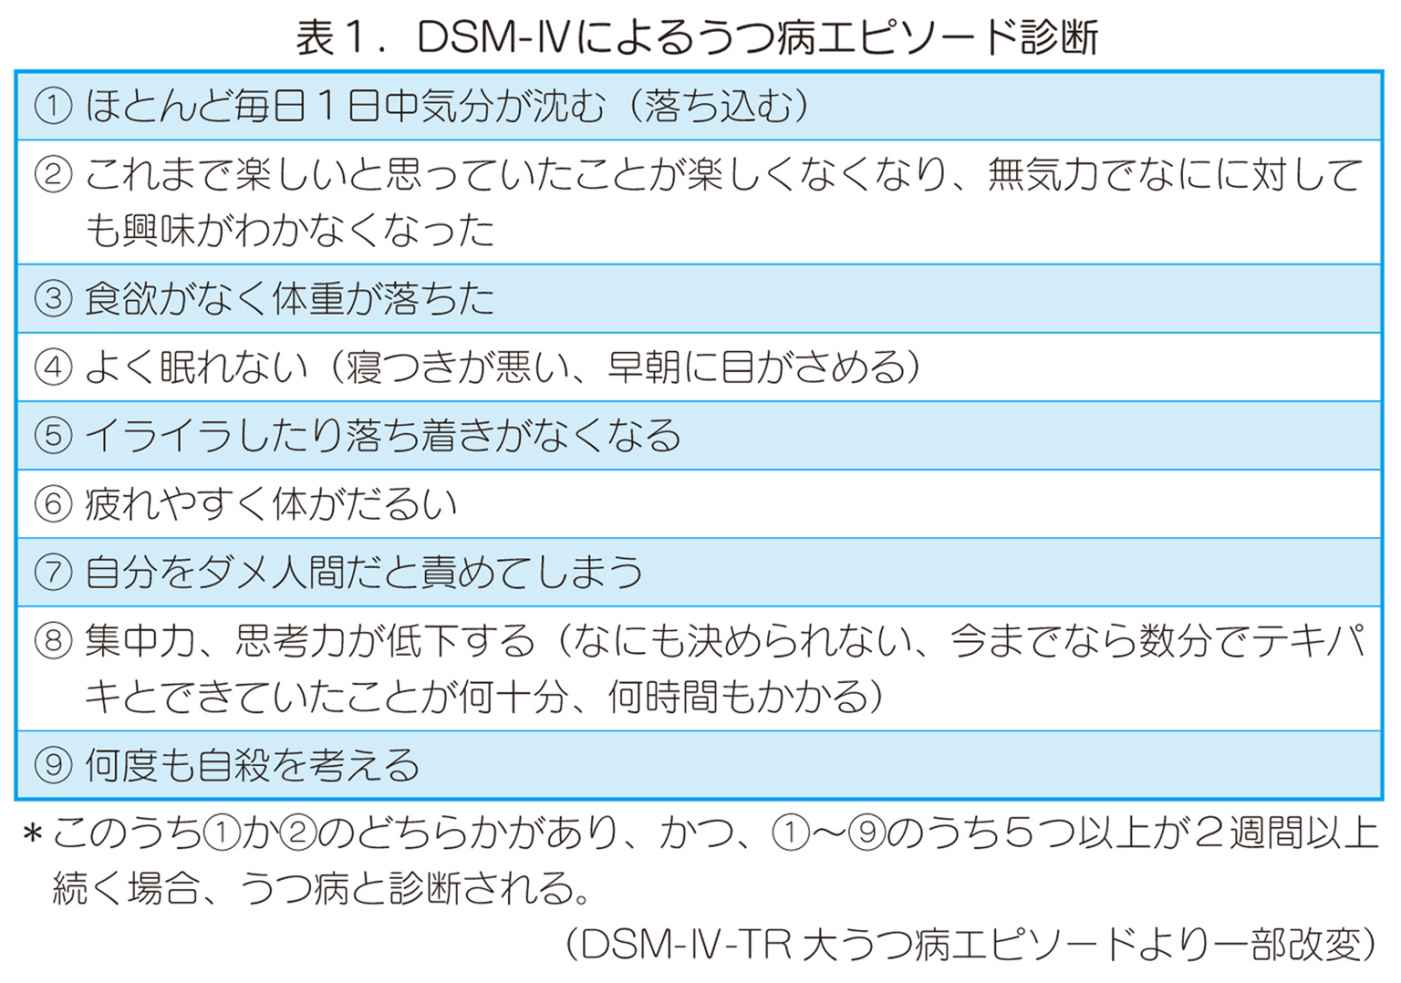 表１．DSM-Ⅳによるうつ病エピソード診断
① ほとんど毎日１日中気分が沈む（落ち込む）
② これまで楽しいと思っていたことが楽しくなくなり、無気力でなにに対して
も興味がわかなくなった
③ 食欲がなく体重が落ちた
④ よく眠れない（寝つきが悪い、早朝に目がさめる）
⑤ イライラしたり落ち着きがなくなる
⑥ 疲れやすく体がだるい
⑦ 自分をダメ人間だと責めてしまう
⑧ 集中力、思考力が低下する（なにも決められない、今までなら数分でテキパ
キとできていたことが何十分、何時間もかかる）
⑨ 何度も自殺を考える
＊このうち①か②のどちらかがあり、かつ、①～⑨のうち５つ以上が２週間以上
続く場合、うつ病と診断される。
（DSM-Ⅳ-TR 大うつ病エピソードより一部改変）